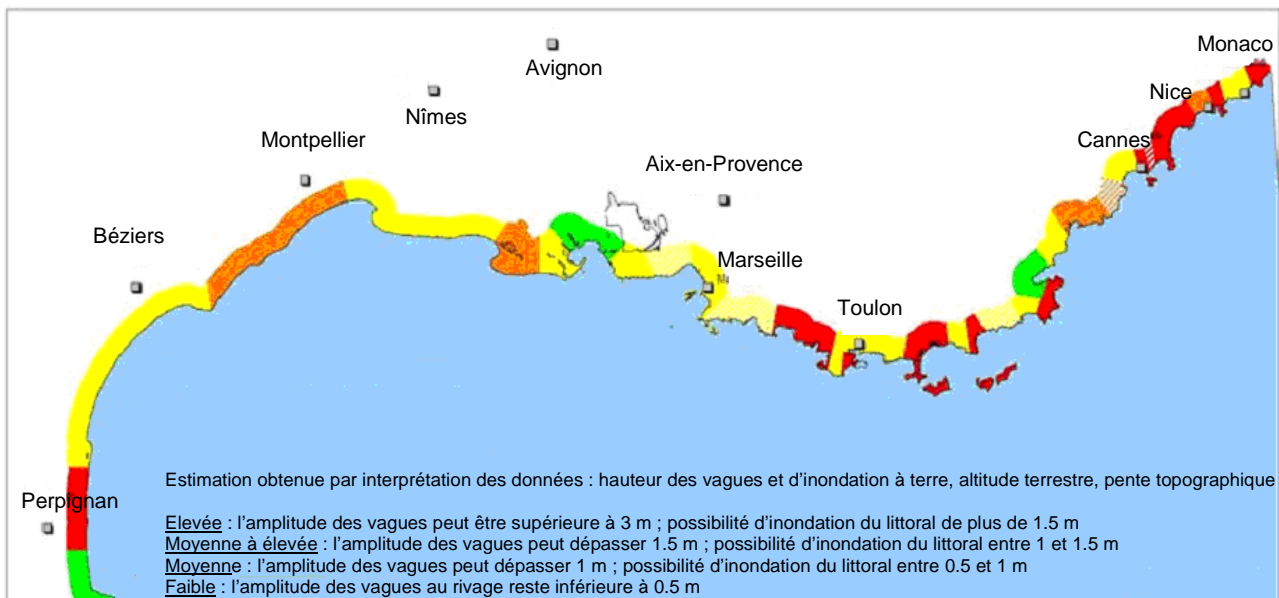 Monaco
Avignon
Nice
Nîmes
Montpellier
Cannes
Aix-en-Provence
Béziers
Marseille
Toulon
Estimation obtenue par interprétation des données : hauteur des vagues et d'inondation à terre, altitude terrestre, pente topographique
Perpignan
Elevée : l'amplitude des vagues peut être supérieure à 3 m ; possibilité d'inondation du littoral de plus de 1.5 m
Moyenne à élevée : l'amplitude des vagues peut dépasser 1.5 m ; possibilité d'inondation du littoral entre 1 et 1.5 m
Moyenne : l'amplitude des vagues peut dépasser 1 m ; possibilité d'inondation du littoral entre 0.5 et 1 m
Faible : l'amplitude des vagues au rivage reste inférieure à 0.5 m